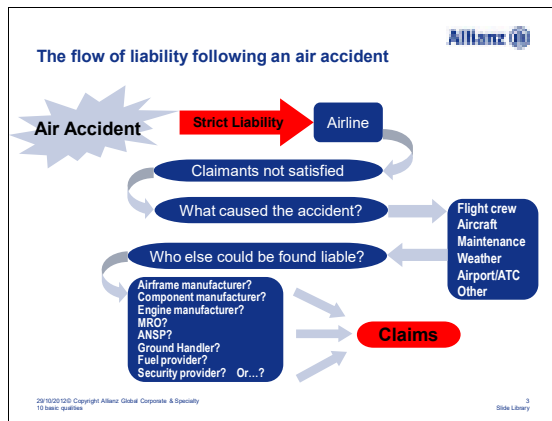 Allianz
The flow of liability following an air accident
Air Accident
Strict Liability
Airline
Claimants not satisfied
What caused the accident?
Flight crew
Aircraft
Maintenance
Weather
Airport/ATC
Other
Who else could be found liable?
Airframe manufacturer?
Component manufacturer?
Engine manufacturer?
MRO?
ANSP?
Ground Handler?
Fuel provider?
Security provider? Or…?
Claims
29/10/2012© Copyright Allianz Global Corporate & Specialty
10 basic qualities
3
Slide Library